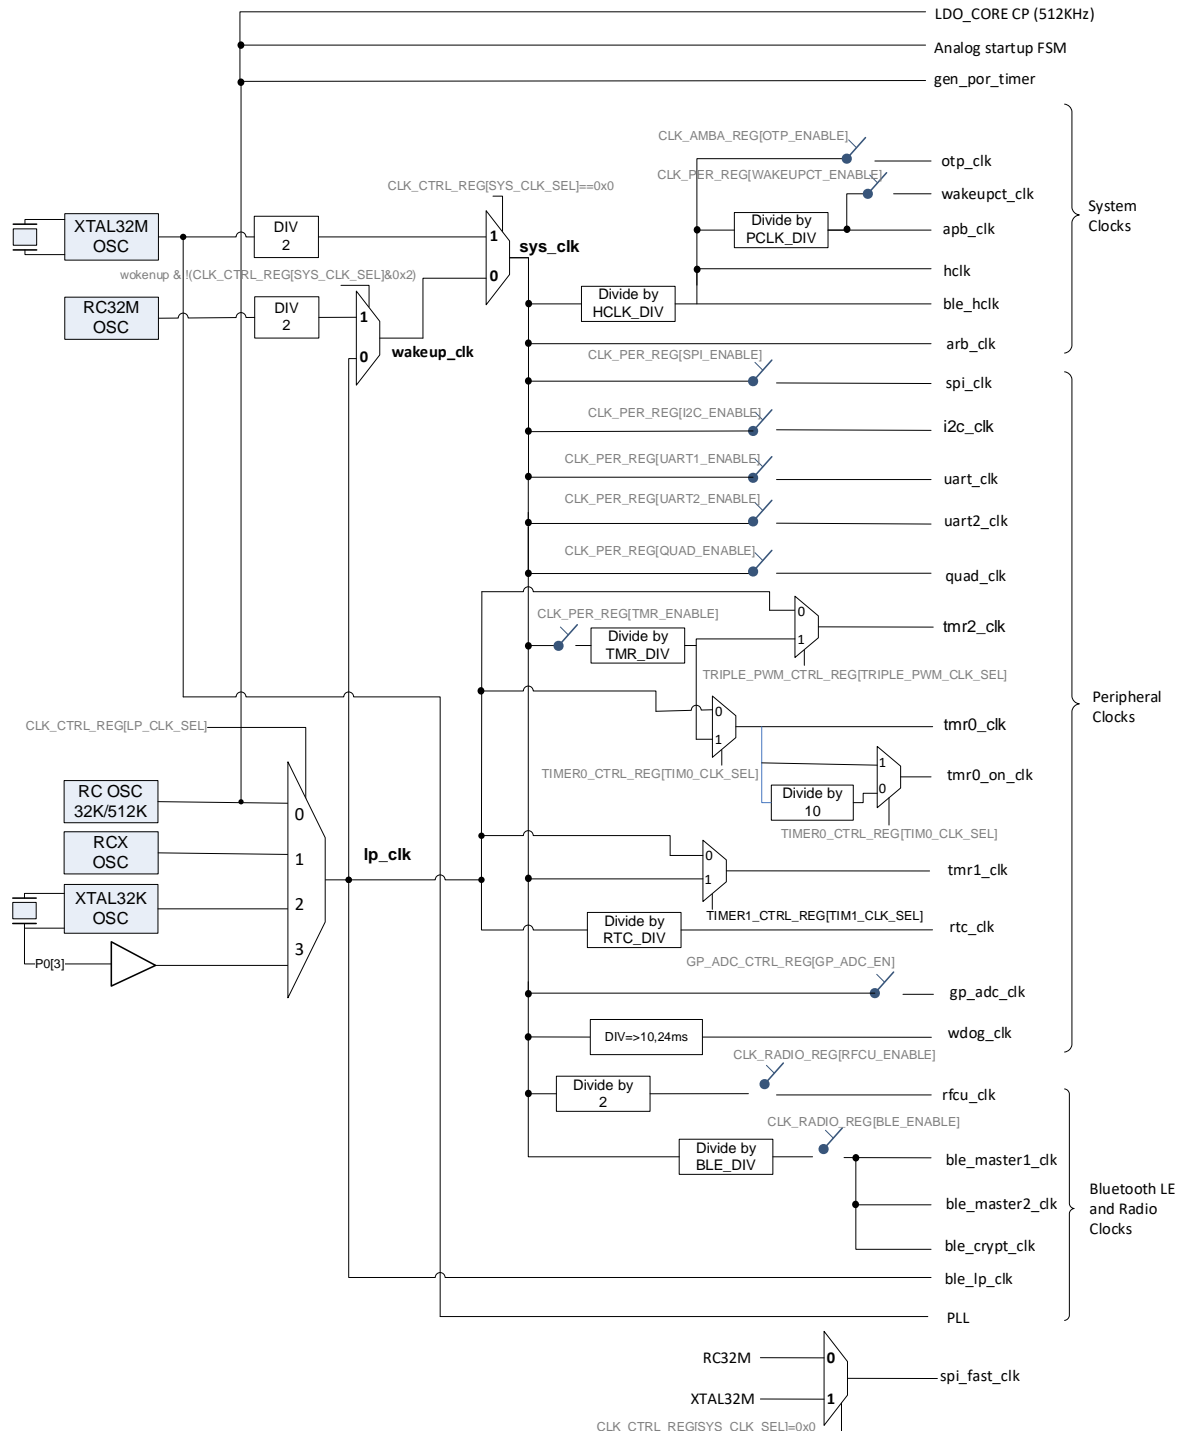 LDO_CORE CP (512KHz)
Analog startup FSM
gen_por_timer
CLK_AMBA_REG[OTP_ENABLE]
otp_clk
CLK_PER_REG[WAKEUPCT_ENABLE]
wakeupct_clk
CLK_CTRL_REG[SYS_CLK_SEL]==0x0
System
Clocks
XTAL32M
OSC
DIV
2
1
sys_clk
0
Divide by
PCLK_DIV
apb_clk
hclk
wokenup & !(CLK_CTRL_REG[SYS_CLK_SEL]&0x2)
RC32M
OSC
DIV
2
1
0
wakeup_clk
Divide by
HCLK_DIV
ble_hclk
arb_clk
CLK_PER_REG[SPI_ENABLE]
spi_clk
CLK_PER_REG[I2C_ENABLE]
i2c_clk
CLK_PER_REG[UART1_ENABLE]
uart_clk
CLK_PER_REG[UART2_ENABLE]
uart2_clk
CLK_PER_REG[QUAD_ENABLE]
quad_clk
CLK_PER_REG[TMR_ENABLE]
0
1
tmr2_clk
Divide by
TMR_DIV
TRIPLE_PWM_CTRL_REG[TRIPLE_PWM_CLK_SEL]
Peripheral
Clocks
CLK_CTRL_REG[LP_CLK_SEL]
0
1
tmr0_clk
TIMER0_CTRL_REG[TIM0_CLK_SEL]
1
0
tmr0_on_clk
Divide by
10
TIMER0_CTRL_REG[TIM0_CLK_SEL]
RC OSC
32K/512K
0
RCX
OSC
1
lp_clk
XTAL32K
OSC
2
3
P0[3]
0
1
tmr1_clk
TIMER1_CTRL_REG[TIM1_CLK_SEL]
Divide by
RTC_DIV
rtc_clk
GP_ADC_CTRL_REG[GP_ADC_EN]
gp_adc_clk
DIV=>10,24ms
wdog_clk
CLK_RADIO_REG[RFCU_ENABLE]
Divide by
2
rfcu_clk
CLK_RADIO_REG[BLE_ENABLE]
Divide by
BLE_DIV
ble_master1_clk
ble_master2_clk
ble_crypt_clk
Bluetooth LE
and Radio
Clocks
ble_lp_clk
PLL
RC32M
0
spi_fast_clk
XTAL32M
1
CLK_CTRL_REG[SYS_CLK_SEL]=0x0